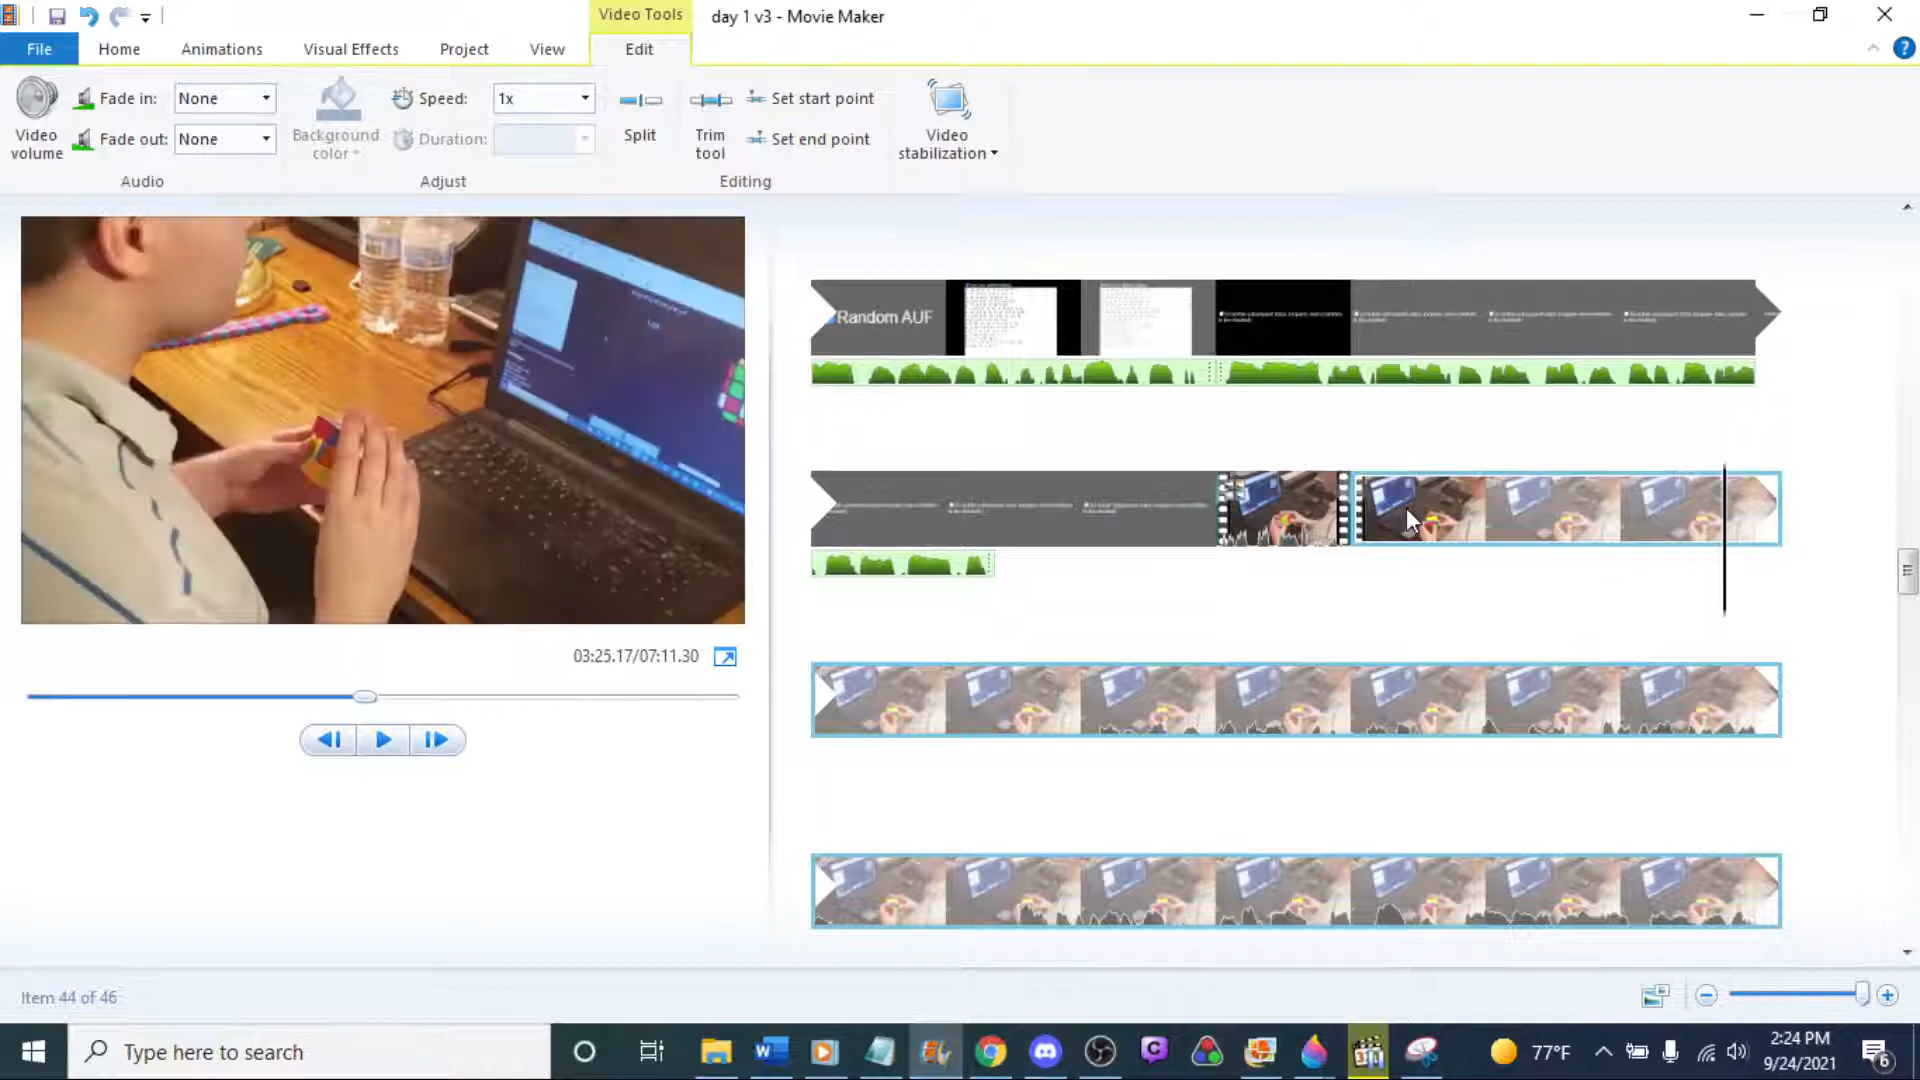 Video Tools
day 1 v3 - Movie Maker
File
Home
Animations
Visual Effects
Project
View
Edit
Video volume
Fade in: None
Fade out: None
Audio
Background color
Speed: 1x
Duration:
Adjust
Split
Trim tool
Set start point
Set end point
Editing
Video stabilization
Random AUF
03:25.17/07:11.30
Item 44 of 46
Type here to search
77°F
2:24 PM
9/24/2021
6